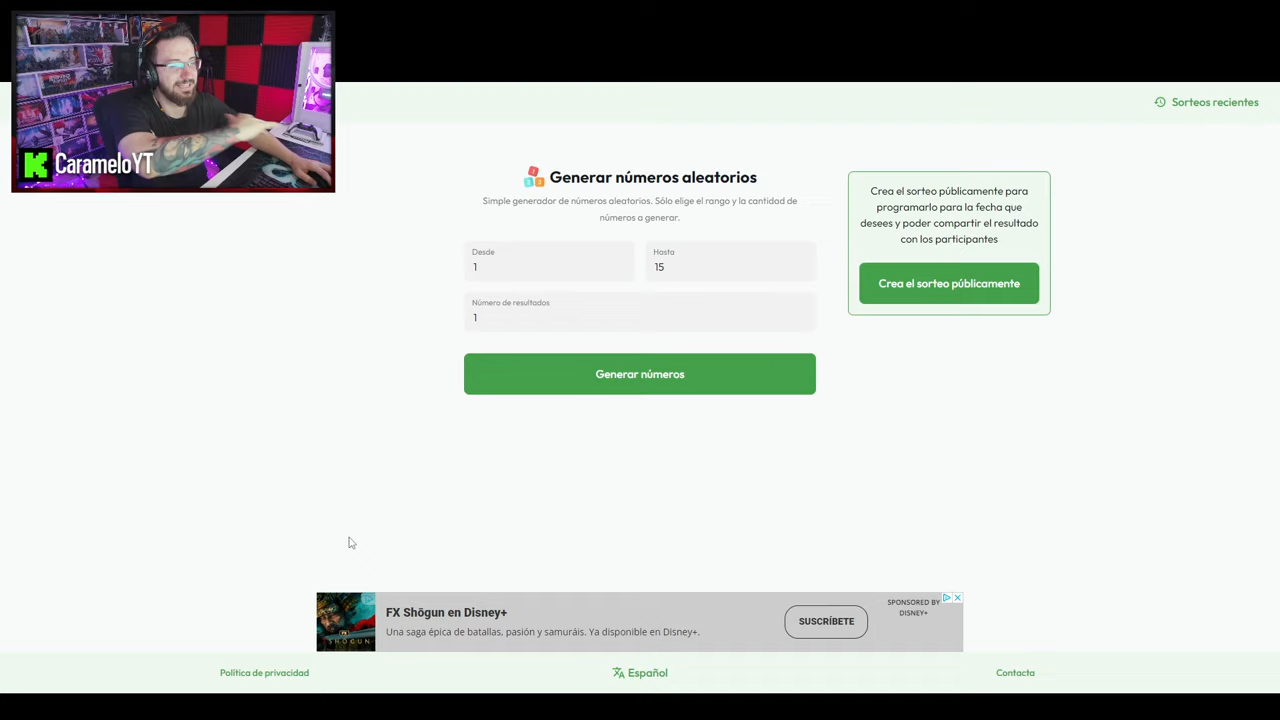 K CarameloYT
Sorteos recientes
Generar números aleatorios
Simple generador de números aleatorios. Sólo elige el rango y la cantidad de
números a generar.
Desde
1
Hasta
15
Número de resultados
1
Generar números
Crea el sorteo públicamente para
programarlo para la fecha que
desees y poder compartir el resultado
con los participantes
Crea el sorteo públicamente
FX Shōgun en Disney+
Una saga épica de batallas, pasión y samuráis. Ya disponible en Disney+.
SUSCRÍBETE
SPONSORED BY
DISNEY+
FX
SHŌGUN
Política de privacidad
Español
Contacta